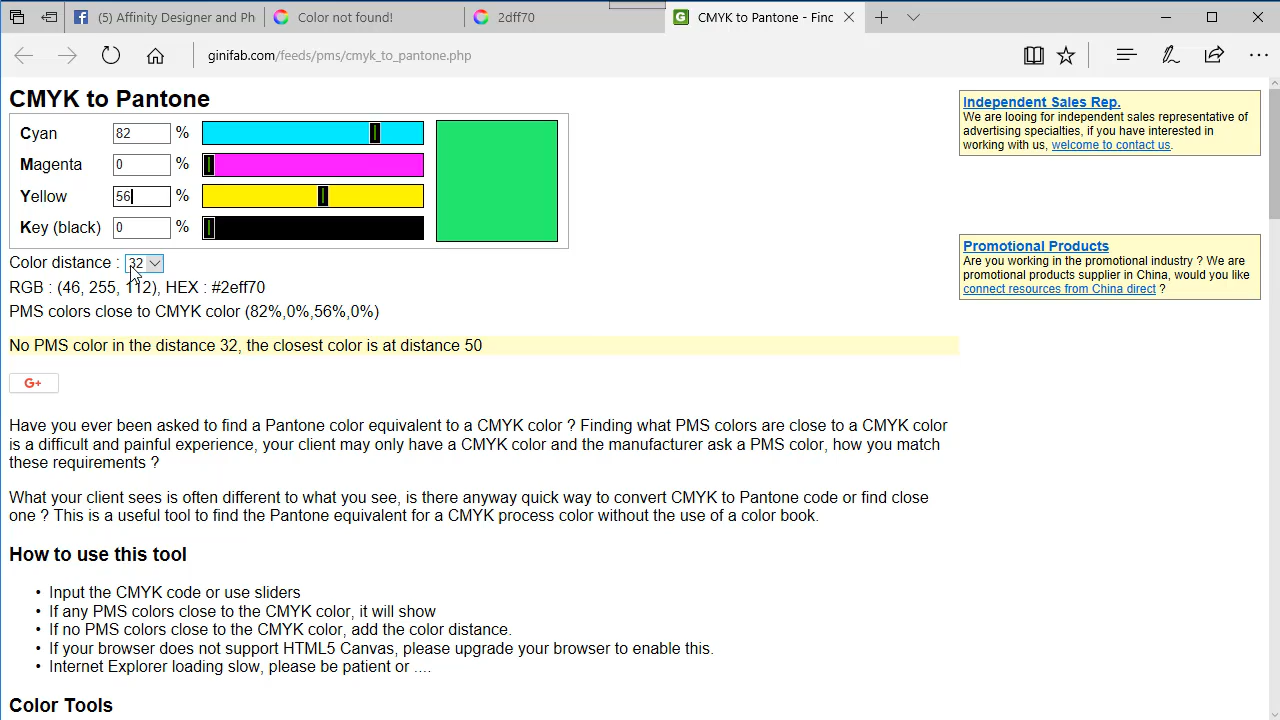 (5) Affinity Designer and Ph
Color not found!
2dff70
CMYK to Pantone - Finc
ginifab.com/feeds/pms/cmyk_to_pantone.php
CMYK to Pantone
Cyan 82 %
Magenta 0 %
Yellow 56 %
Key (black) 0 %
Color distance : 32
RGB : (46, 255, 112), HEX : #2eff70
PMS colors close to CMYK color (82%,0%,56%,0%)
No PMS color in the distance 32, the closest color is at distance 50
G+
Have you ever been asked to find a Pantone color equivalent to a CMYK color ? Finding what PMS colors are close to a CMYK color
is a difficult and painful experience, your client may only have a CMYK color and the manufacturer ask a PMS color, how you match
these requirements ?
What your client sees is often different to what you see, is there anyway quick way to convert CMYK to Pantone code or find close
one ? This is a useful tool to find the Pantone equivalent for a CMYK process color without the use of a color book.
How to use this tool
• Input the CMYK code or use sliders
• If any PMS colors close to the CMYK color, it will show
• If no PMS colors close to the CMYK color, add the color distance.
• If your browser does not support HTML5 Canvas, please upgrade your browser to enable this.
• Internet Explorer loading slow, please be patient or ....
Color Tools
Independent Sales Rep.
We are looing for independent sales representative of
advertising specialties, if you have interested in
working with us, welcome to contact us.
Promotional Products
Are you working in the promotional industry ? We are
promotional products supplier in China, would you like
connect resources from China direct ?